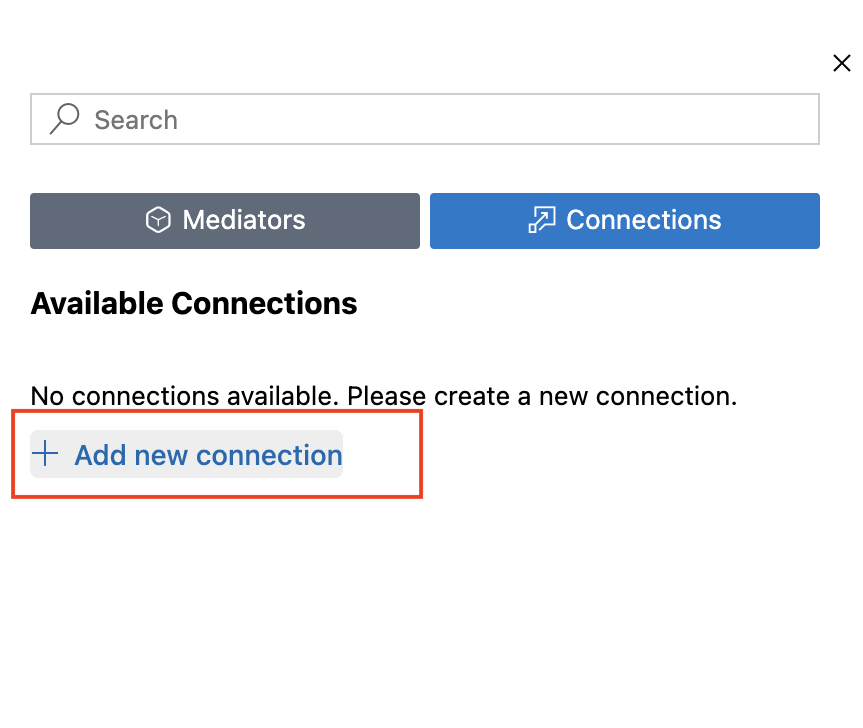 Search
Mediators
Connections
Available Connections
No connections available. Please create a new connection.
Add new connection